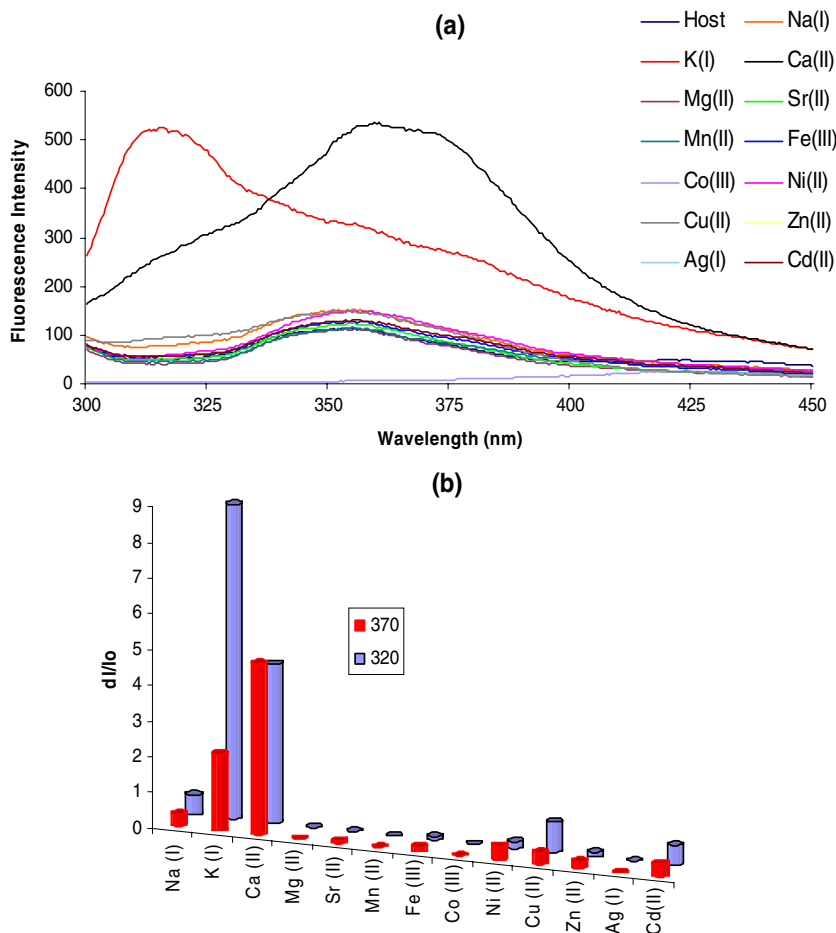 (a)
Host
Na(I)
K(I)
Ca(II)
Mg(II)
Sr(II)
Mn(II)
Fe(III)
Co(III)
Ni(II)
Cu(II)
Zn(II)
Ag(I)
Cd(II)
Fluorescence Intensity
600
500
400
300
200
100
0
300
325
350
375
400
425
450
Wavelength (nm)
(b)
dI/Io
9
8
7
6
5
4
3
2
1
0
370
320
Na (I)
K (I)
Ca (II)
Mg (II)
Sr (II)
Mn (II)
Fe (III)
Co (III)
Ni (II)
Cu (II)
Zn (II)
Ag (I)
Cd(II)